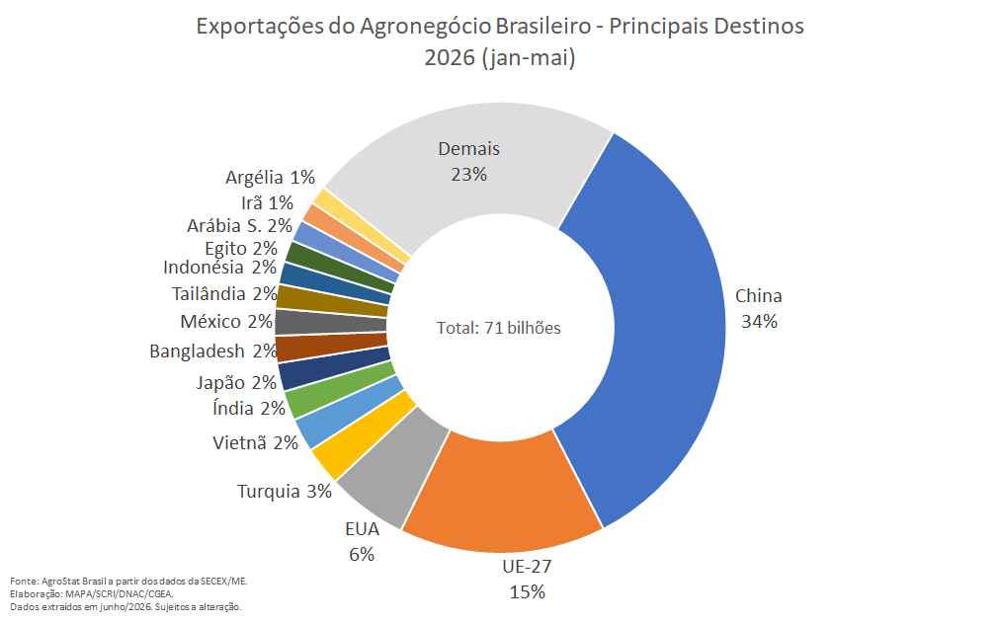 Exportações do Agronegócio Brasileiro - Principais Destinos
2026 (jan-mai)
Demais
23%
China
34%
UE-27
15%
EUA
6%
Turquia 3%
Vietnã 2%
Índia 2%
Japão 2%
Bangladesh 2%
México 2%
Tailândia 2%
Indonésia 2%
Egito 2%
Arábia S. 2%
Irã 1%
Argélia 1%
Total: 71 bilhões
Fonte: AgroStat Brasil a partir dos dados da SECEX/ME.
Elaboração: MAPA/SCRI/DNAC/CGEA.
Dados extraídos em junho/2026. Sujeitos a alteração.